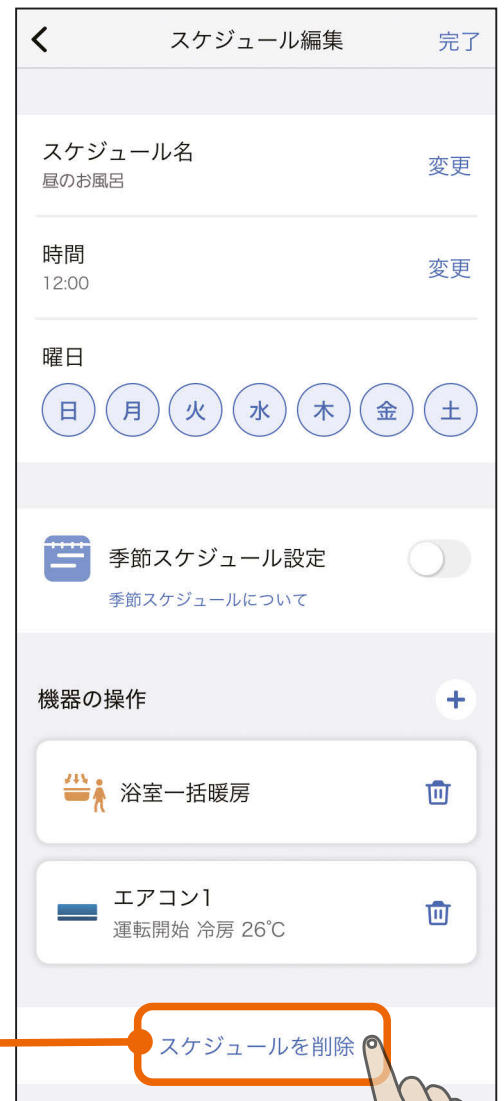 スケジュール編集 完了
スケジュール名
昼のお風呂
変更
時間
12:00
変更
曜日
日 月 火 水 木 金 土
季節スケジュール設定
季節スケジュールについて
機器の操作
浴室一括暖房
エアコン1
運転開始 冷房 26℃
スケジュールを削除